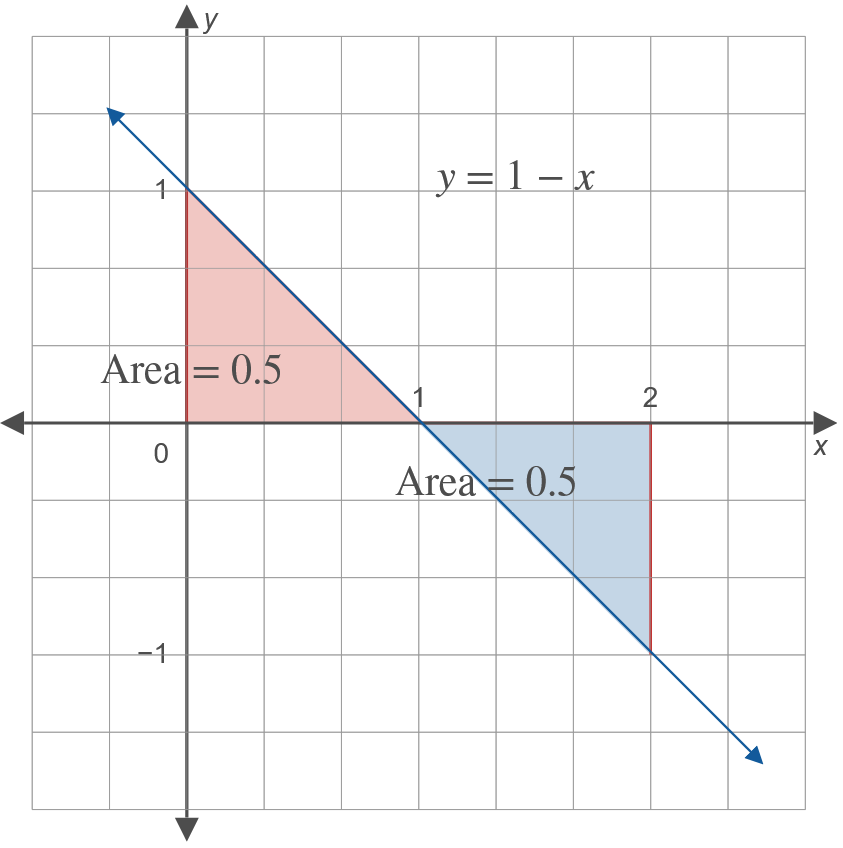 y
y = 1 − x
1
Area = 0.5
1
2
x
0
Area = 0.5
−1